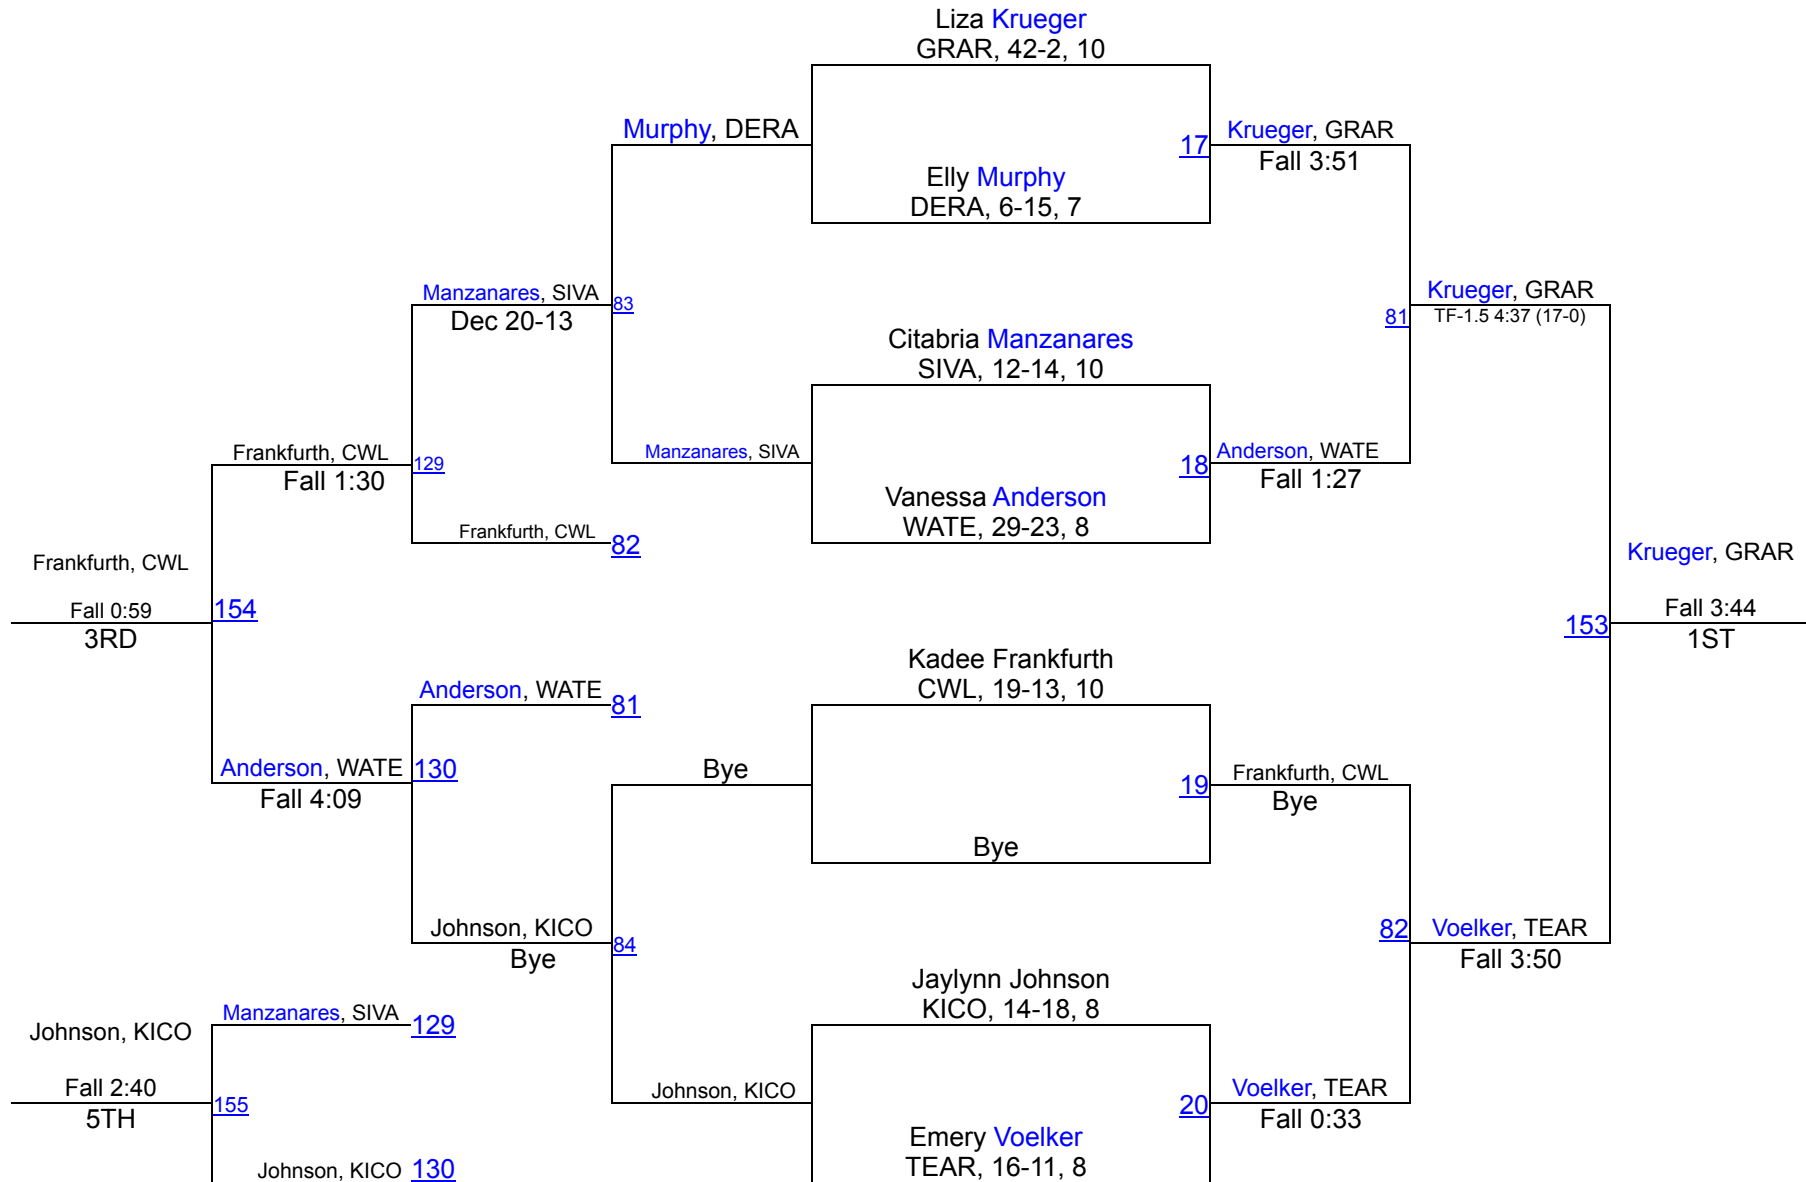 Liza Krueger
GRAR, 42-2, 10
Murphy, DERA
17
Krueger, GRAR
Fall 3:51
Elly Murphy
DERA, 6-15, 7
Manzanares, SIVA
Dec 20-13
83
Krueger, GRAR
TF-1.5 4:37 (17-0)
81
Citabria Manzanares
SIVA, 12-14, 10
Frankfurth, CWL
Fall 1:30
129
Manzanares, SIVA
18
Anderson, WATE
Fall 1:27
Vanessa Anderson
WATE, 29-23, 8
Frankfurth, CWL
82
Frankfurth, CWL
Fall 0:59
3RD
154
Krueger, GRAR
Fall 3:44
1ST
153
Kadee Frankfurth
CWL, 19-13, 10
Anderson, WATE
81
Anderson, WATE
Fall 4:09
130
Bye
19
Frankfurth, CWL
Bye
Bye
Johnson, KICO
Bye
84
82
Voelker, TEAR
Fall 3:50
Jaylynn Johnson
KICO, 14-18, 8
Manzanares, SIVA
129
Johnson, KICO
Fall 2:40
5TH
155
Johnson, KICO
20
Voelker, TEAR
Fall 0:33
Emery Voelker
TEAR, 16-11, 8
Johnson, KICO
130